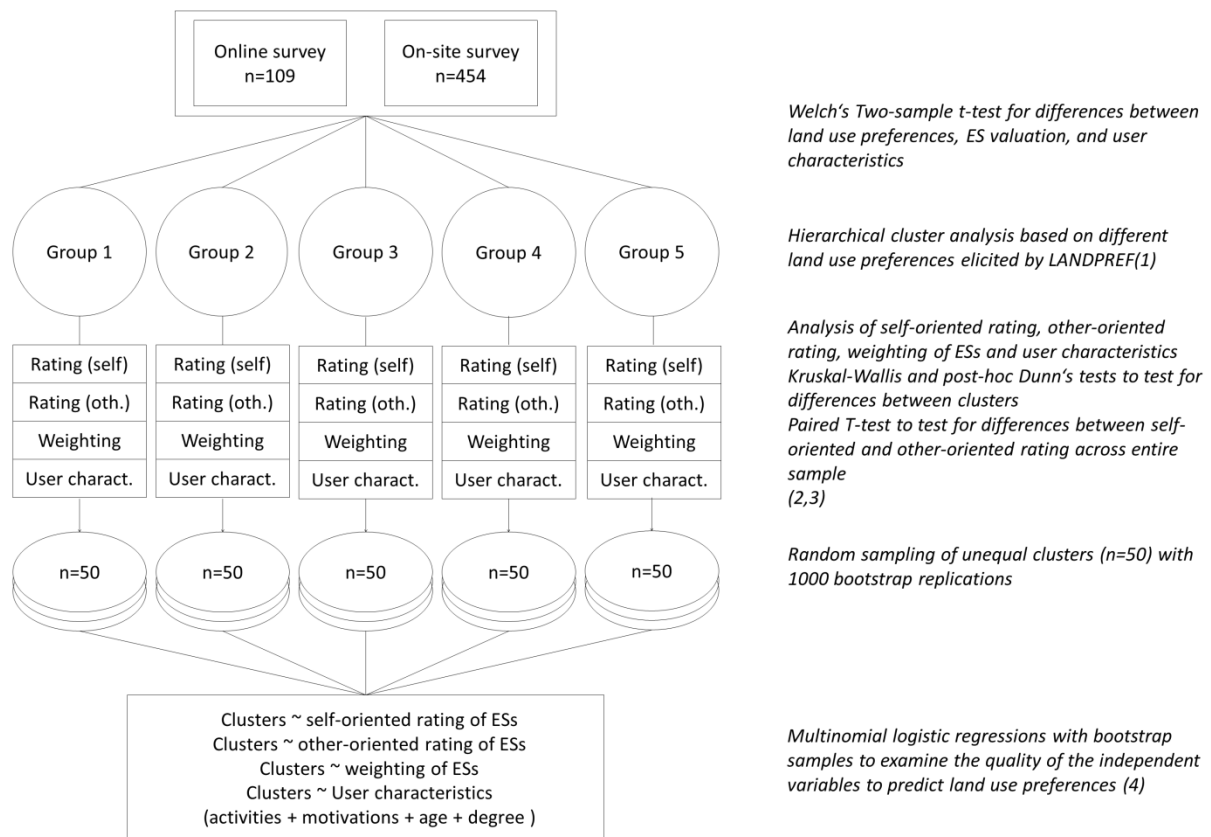 Online survey
n=109
On-site survey
n=454
Welch's Two-sample t-test for differences between
land use preferences, ES valuation, and user
characteristics
Group 1
Group 2
Group 3
Group 4
Group 5
Hierarchical cluster analysis based on different
land use preferences elicited by LANDPREF(1)
Rating (self)
Rating (oth.)
Weighting
User charact.
Rating (self)
Rating (oth.)
Weighting
User charact.
Rating (self)
Rating (oth.)
Weighting
User charact.
Rating (self)
Rating (oth.)
Weighting
User charact.
Rating (self)
Rating (oth.)
Weighting
User charact.
Analysis of self-oriented rating, other-oriented
rating, weighting of ESs and user characteristics
Kruskal-Wallis and post-hoc Dunn's tests to test for
differences between clusters
Paired T-test to test for differences between self-
oriented and other-oriented rating across entire
sample
(2,3)
n=50
n=50
n=50
n=50
n=50
Random sampling of unequal clusters (n=50) with
1000 bootstrap replications
Clusters ~ self-oriented rating of ESs
Clusters ~ other-oriented rating of ESs
Clusters ~ weighting of ESs
Clusters ~ User characteristics
(activities + motivations + age + degree )
Multinomial logistic regressions with bootstrap
samples to examine the quality of the independent
variables to predict land use preferences (4)